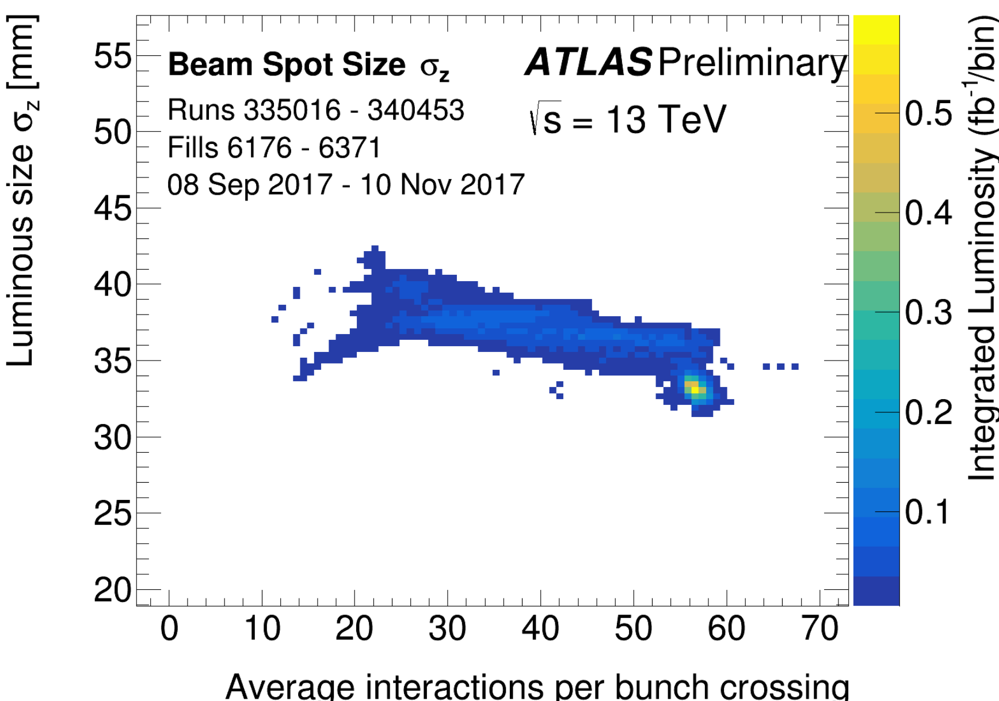 Luminous size σz [mm]
55
50
45
40
35
30
25
20
Beam Spot Size σz
Runs 335016 - 340453
Fills 6176 - 6371
08 Sep 2017 - 10 Nov 2017
ATLAS Preliminary
√s = 13 TeV
0 10 20 30 40 50 60 70
Average interactions per bunch crossing
0.5
0.4
0.3
0.2
0.1
Integrated Luminosity (fb-1/bin)